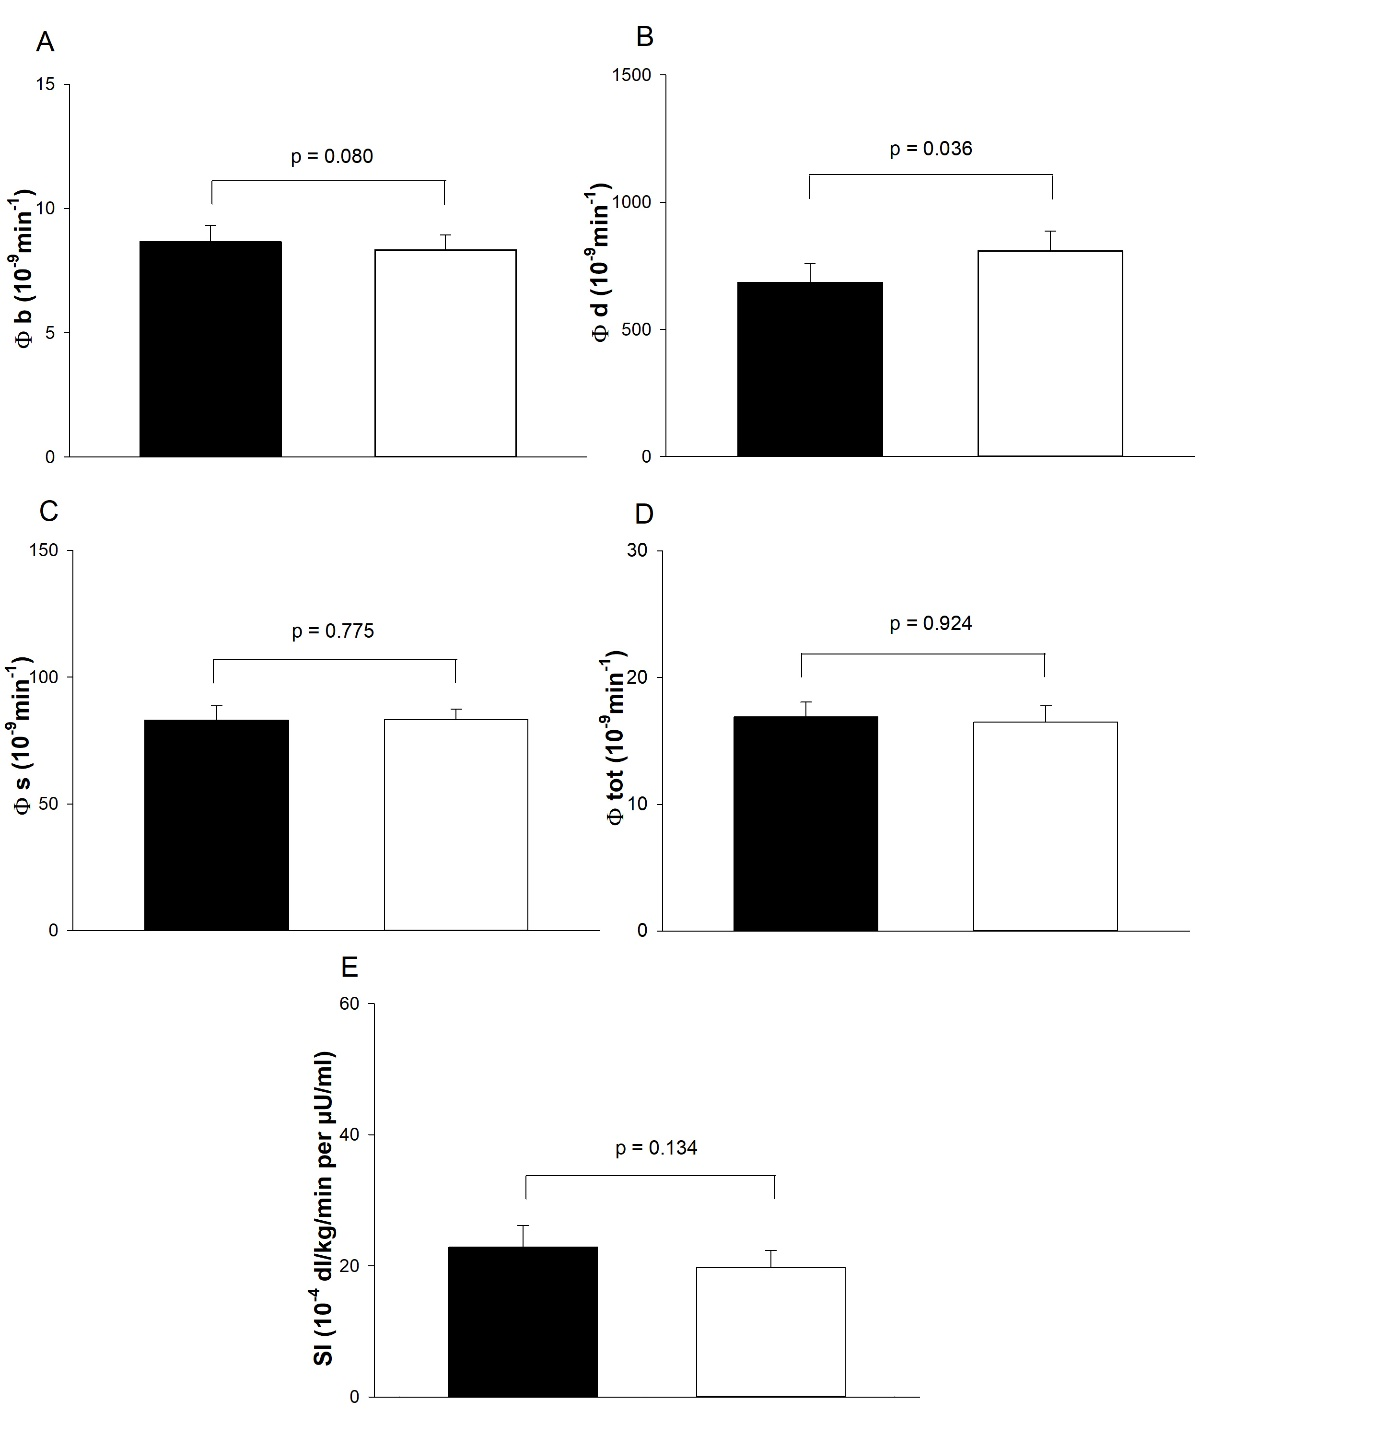 A
15
10
5
0
Φ b (10⁻⁹min⁻¹)
p = 0.080
B
1500
1000
500
0
Φ d (10⁻⁹min⁻¹)
p = 0.036
C
150
100
50
0
Φ s (10⁻⁹min⁻¹)
p = 0.775
D
30
20
10
0
Φ tot (10⁻⁹min⁻¹)
p = 0.924
E
60
40
20
0
SI (10⁻⁴ dl/kg/min per µU/ml)
p = 0.134